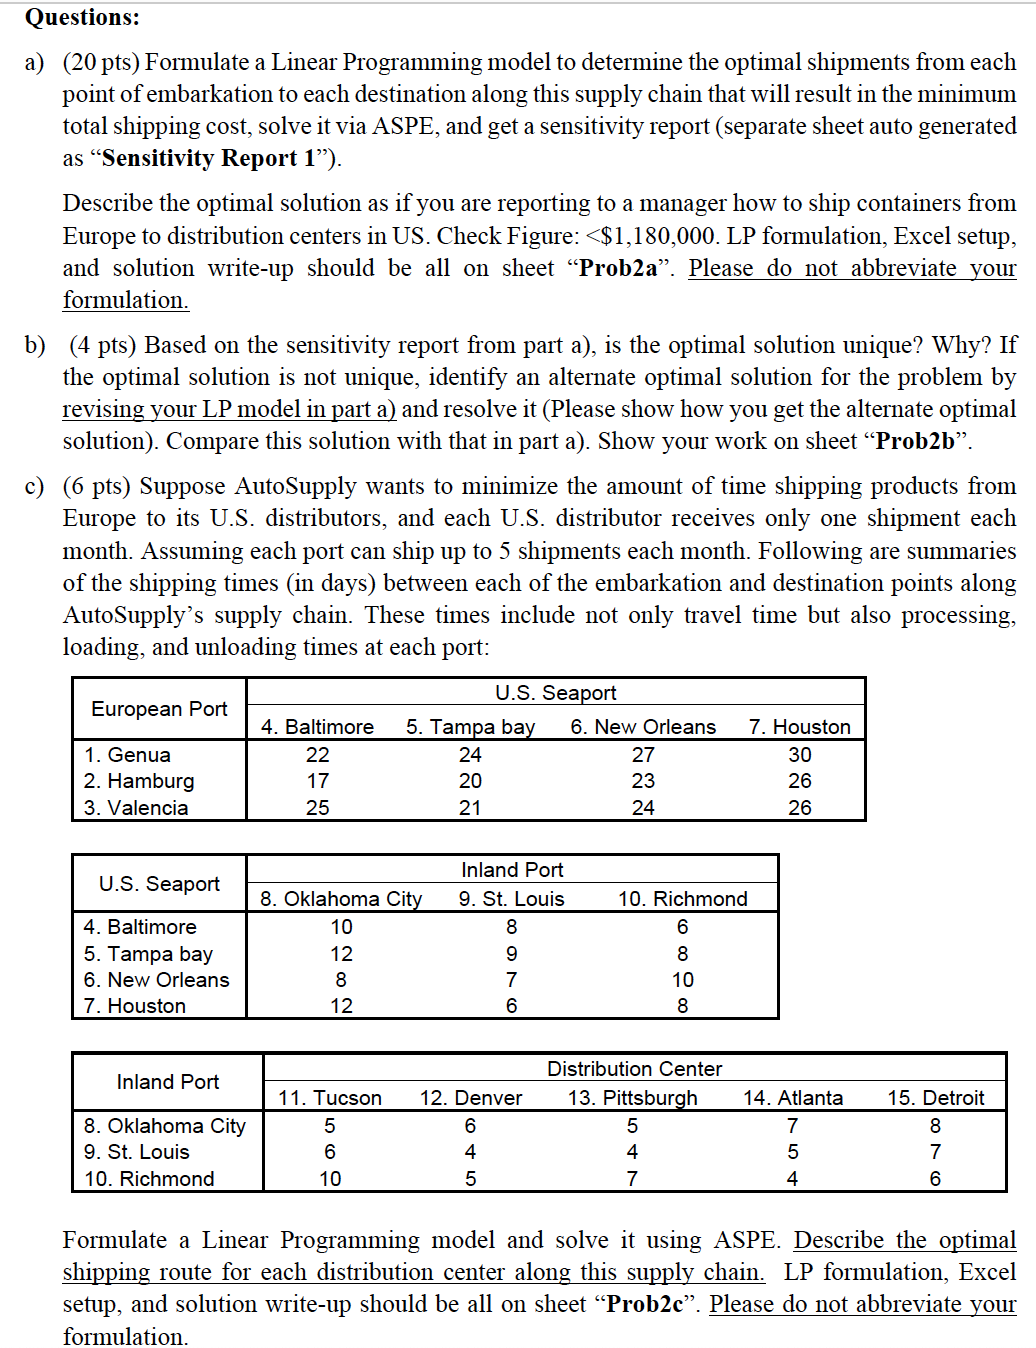 Questions:
a) (20 pts) Formulate a Linear Programming model to determine the optimal shipments from each
point of embarkation to each destination along this supply chain that will result in the minimum
total shipping cost, solve it via ASPE, and get a sensitivity report (separate sheet auto generated
as “Sensitivity Report 1”).
Describe the optimal solution as if you are reporting to a manager how to ship containers from
Europe to distribution centers in US. Check Figure: <$1,180,000. LP formulation, Excel setup,
and solution write-up should be all on sheet “Prob2a”. Please do not abbreviate your
formulation.
b) (4 pts) Based on the sensitivity report from part a), is the optimal solution unique? Why? If
the optimal solution is not unique, identify an alternate optimal solution for the problem by
revising your LP model in part a) and resolve it (Please show how you get the alternate optimal
solution). Compare this solution with that in part a). Show your work on sheet “Prob2b”.
c) (6 pts) Suppose AutoSupply wants to minimize the amount of time shipping products from
Europe to its U.S. distributors, and each U.S. distributor receives only one shipment each
month. Assuming each port can ship up to 5 shipments each month. Following are summaries
of the shipping times (in days) between each of the embarkation and destination points along
AutoSupply’s supply chain. These times include not only travel time but also processing,
loading, and unloading times at each port:
European Port U.S. Seaport
4. Baltimore 5. Tampa bay 6. New Orleans 7. Houston
1. Genua 22 24 27 30
2. Hamburg 17 20 23 26
3. Valencia 25 21 24 26
U.S. Seaport Inland Port
8. Oklahoma City 9. St. Louis 10. Richmond
4. Baltimore 10 8 6
5. Tampa bay 12 9 8
6. New Orleans 8 7 10
7. Houston 12 6 8
Inland Port Distribution Center
11. Tucson 12. Denver 13. Pittsburgh 14. Atlanta 15. Detroit
8. Oklahoma City 5 6 5 7 8
9. St. Louis 6 4 4 5 7
10. Richmond 10 5 7 4 6
Formulate a Linear Programming model and solve it using ASPE. Describe the optimal
shipping route for each distribution center along this supply chain. LP formulation, Excel
setup, and solution write-up should be all on sheet “Prob2c”. Please do not abbreviate your
formulation.